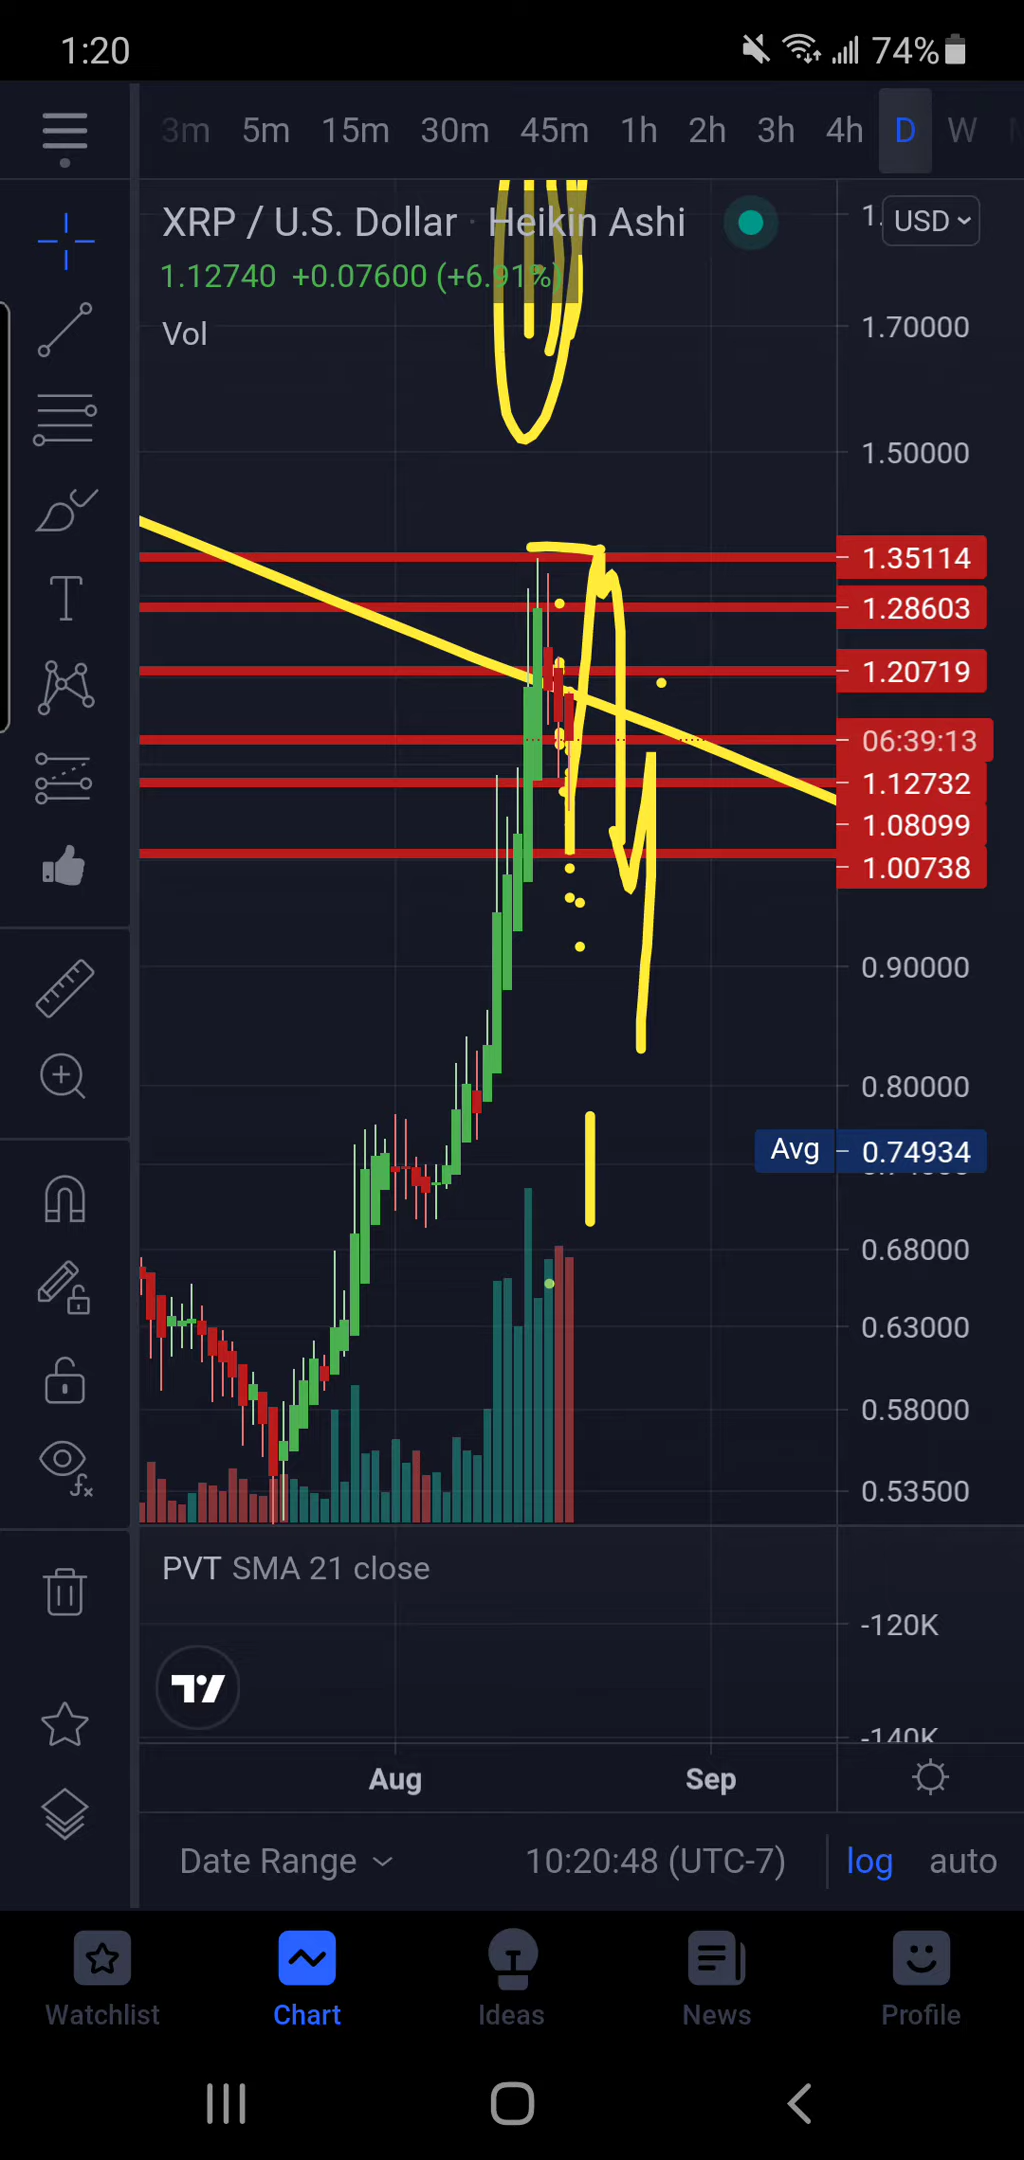 1:20 74%
3m 5m 15m 30m 45m 1h 2h 3h 4h D W
XRP / U.S. Dollar · Heikin Ashi
USD
1.12740 +0.07600 (+6.91%)
Vol
1.70000
1.50000
1.35114
1.28603
1.20719
06:39:13
1.12732
1.08099
1.00738
0.90000
0.80000
Avg 0.74934
0.68000
0.63000
0.58000
0.53500
PVT SMA 21 close
-120K
-140K
Aug Sep
Date Range 10:20:48 (UTC-7) log auto
Watchlist Chart Ideas News Profile